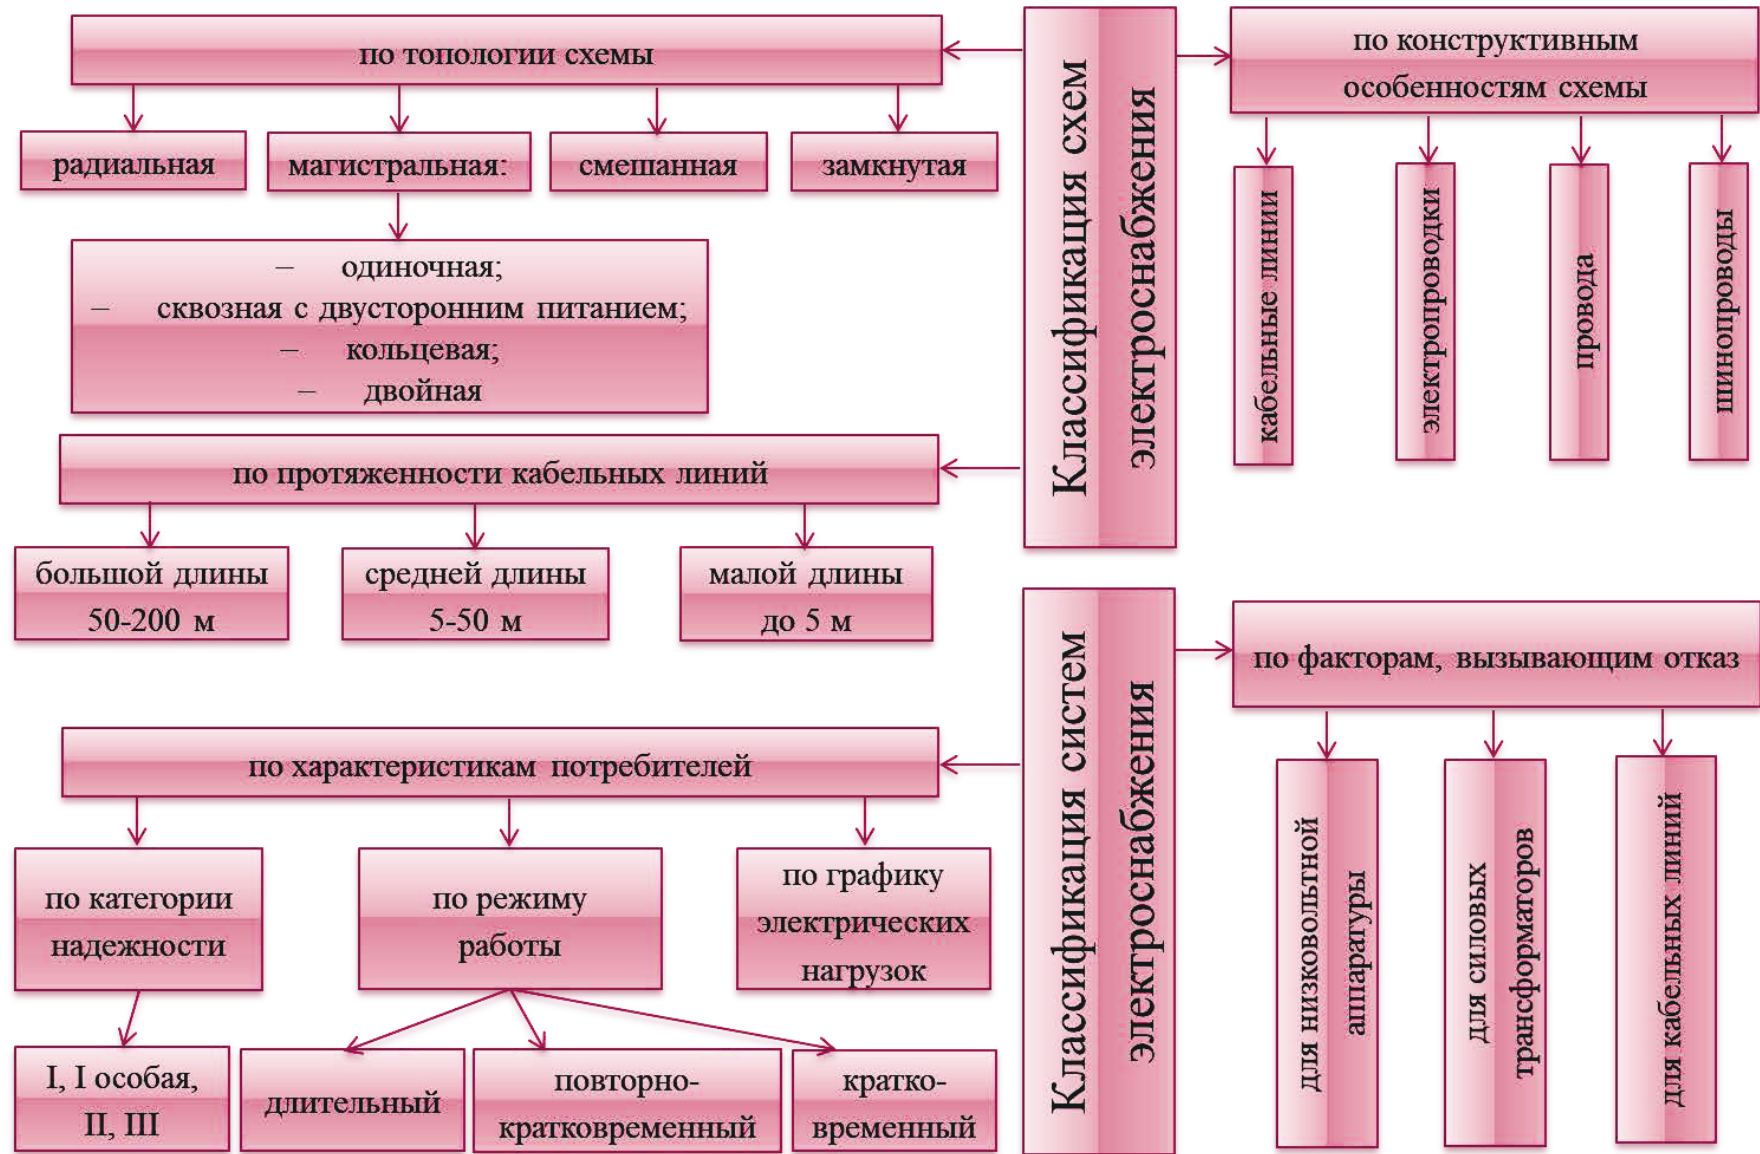 Классификация схем
электроснабжения
по топологии схемы
радиальная
магистральная:
смешанная
замкнутая
– одиночная;
– сквозная с двусторонним питанием;
– кольцевая;
– двойная
по протяженности кабельных линий
большой длины
50-200 м
средней длины
5-50 м
малой длины
до 5 м
по конструктивным
особенностям схемы
кабельные линии
электропроводки
провода
шинопроводы
Классификация систем
электроснабжения
по характеристикам потребителей
по категории
надежности
по режиму
работы
по графику
электрических
нагрузок
I, I особая,
II, III
длительный
повторно-
кратковременный
кратко-
временный
по факторам, вызывающим отказ
для низковольтной
аппаратуры
для силовых
трансформаторов
для кабельных линий